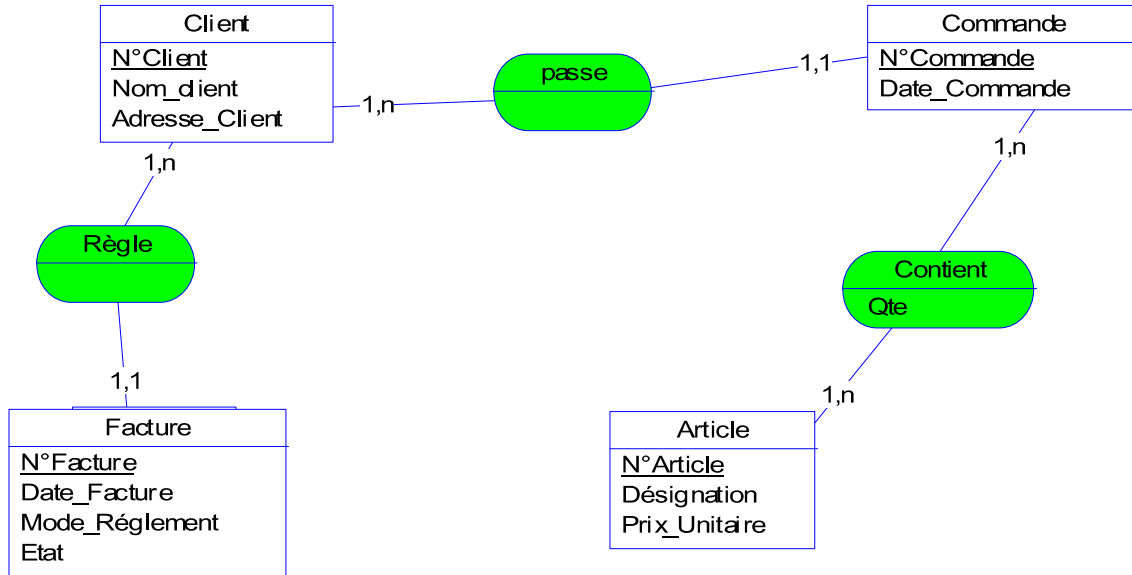 Client
N°Client
Nom_client
Adresse_Client
1,n
passe
1,1
Commande
N°Commande
Date_Commande
1,n
Règle
1,n
Contient
Qte
1,1
Facture
N°Facture
Date_Facture
Mode_Réglement
Etat
1,n
Article
N°Article
Désignation
Prix_Unitaire